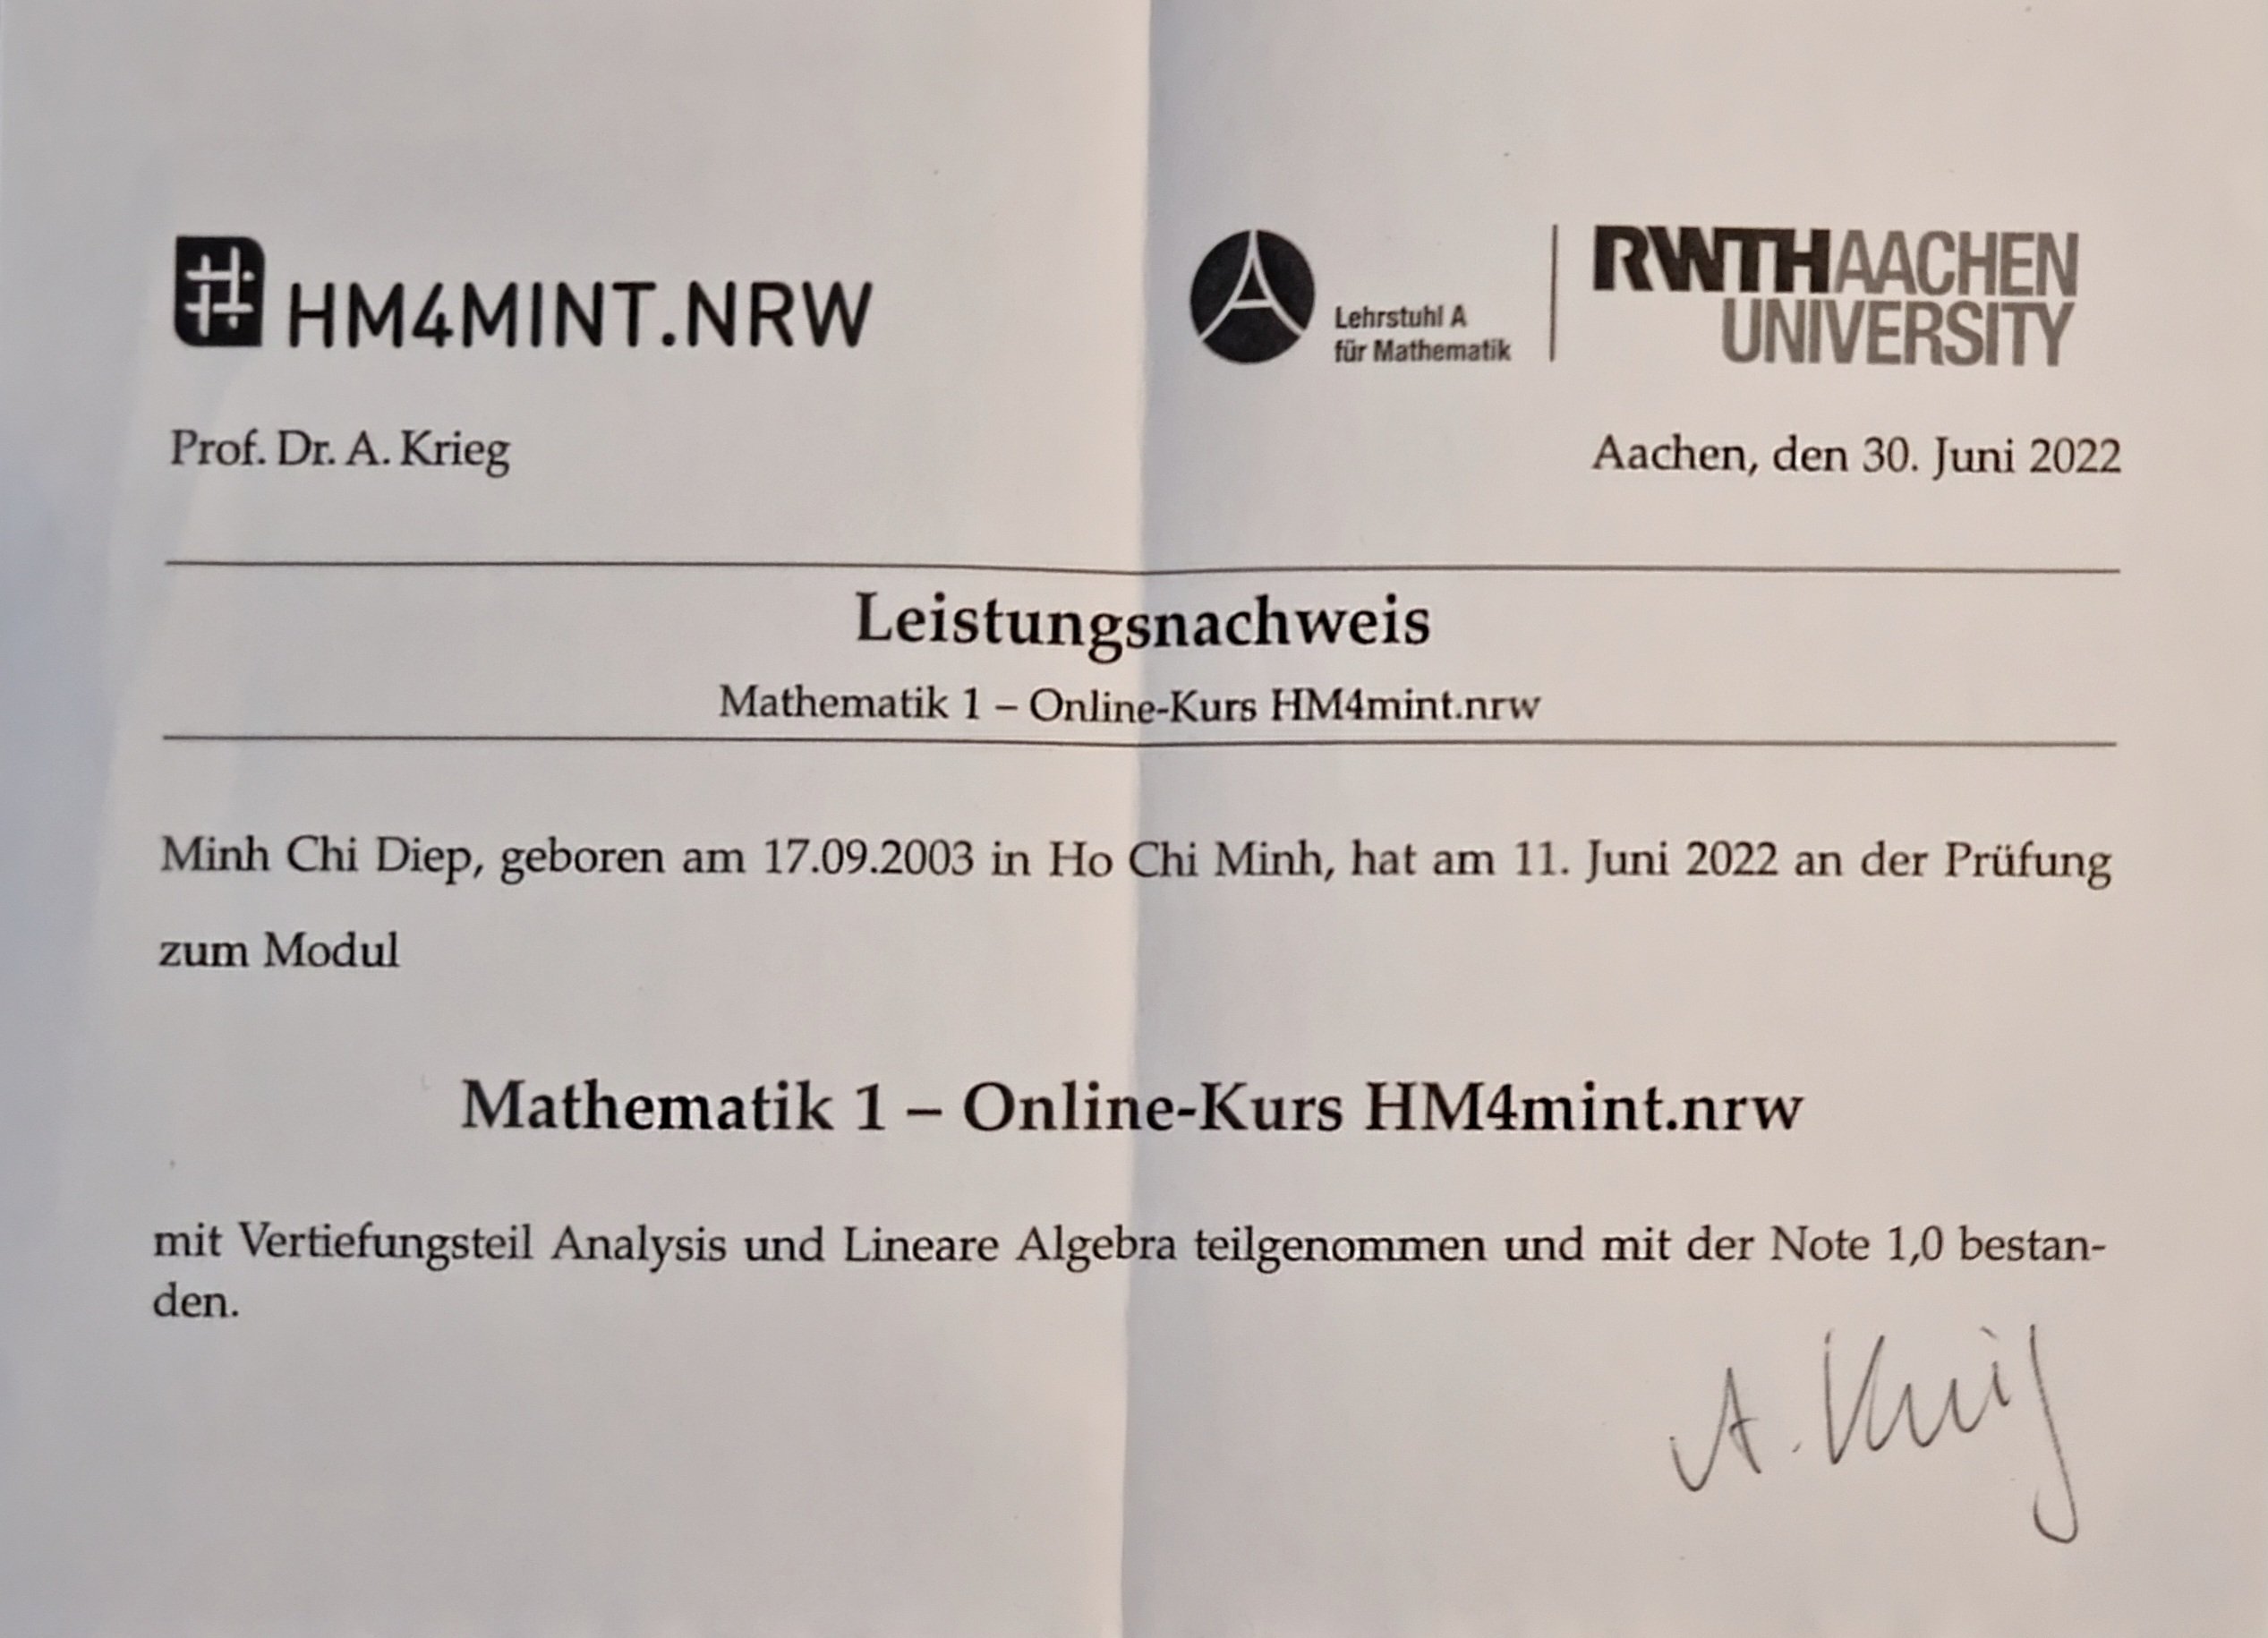 HM4MINT.NRW
Lehrstuhl A
für Mathematik
RWTHAACHEN
UNIVERSITY
Prof. Dr. A. Krieg
Aachen, den 30. Juni 2022
Leistungsnachweis
Mathematik 1 – Online-Kurs HM4mint.nrw
Minh Chi Diep, geboren am 17.09.2003 in Ho Chi Minh, hat am 11. Juni 2022 an der Prüfung
zum Modul
Mathematik 1 – Online-Kurs HM4mint.nrw
mit Vertiefungsteil Analysis und Lineare Algebra teilgenommen und mit der Note 1,0 bestan-
den.
A. Krieg